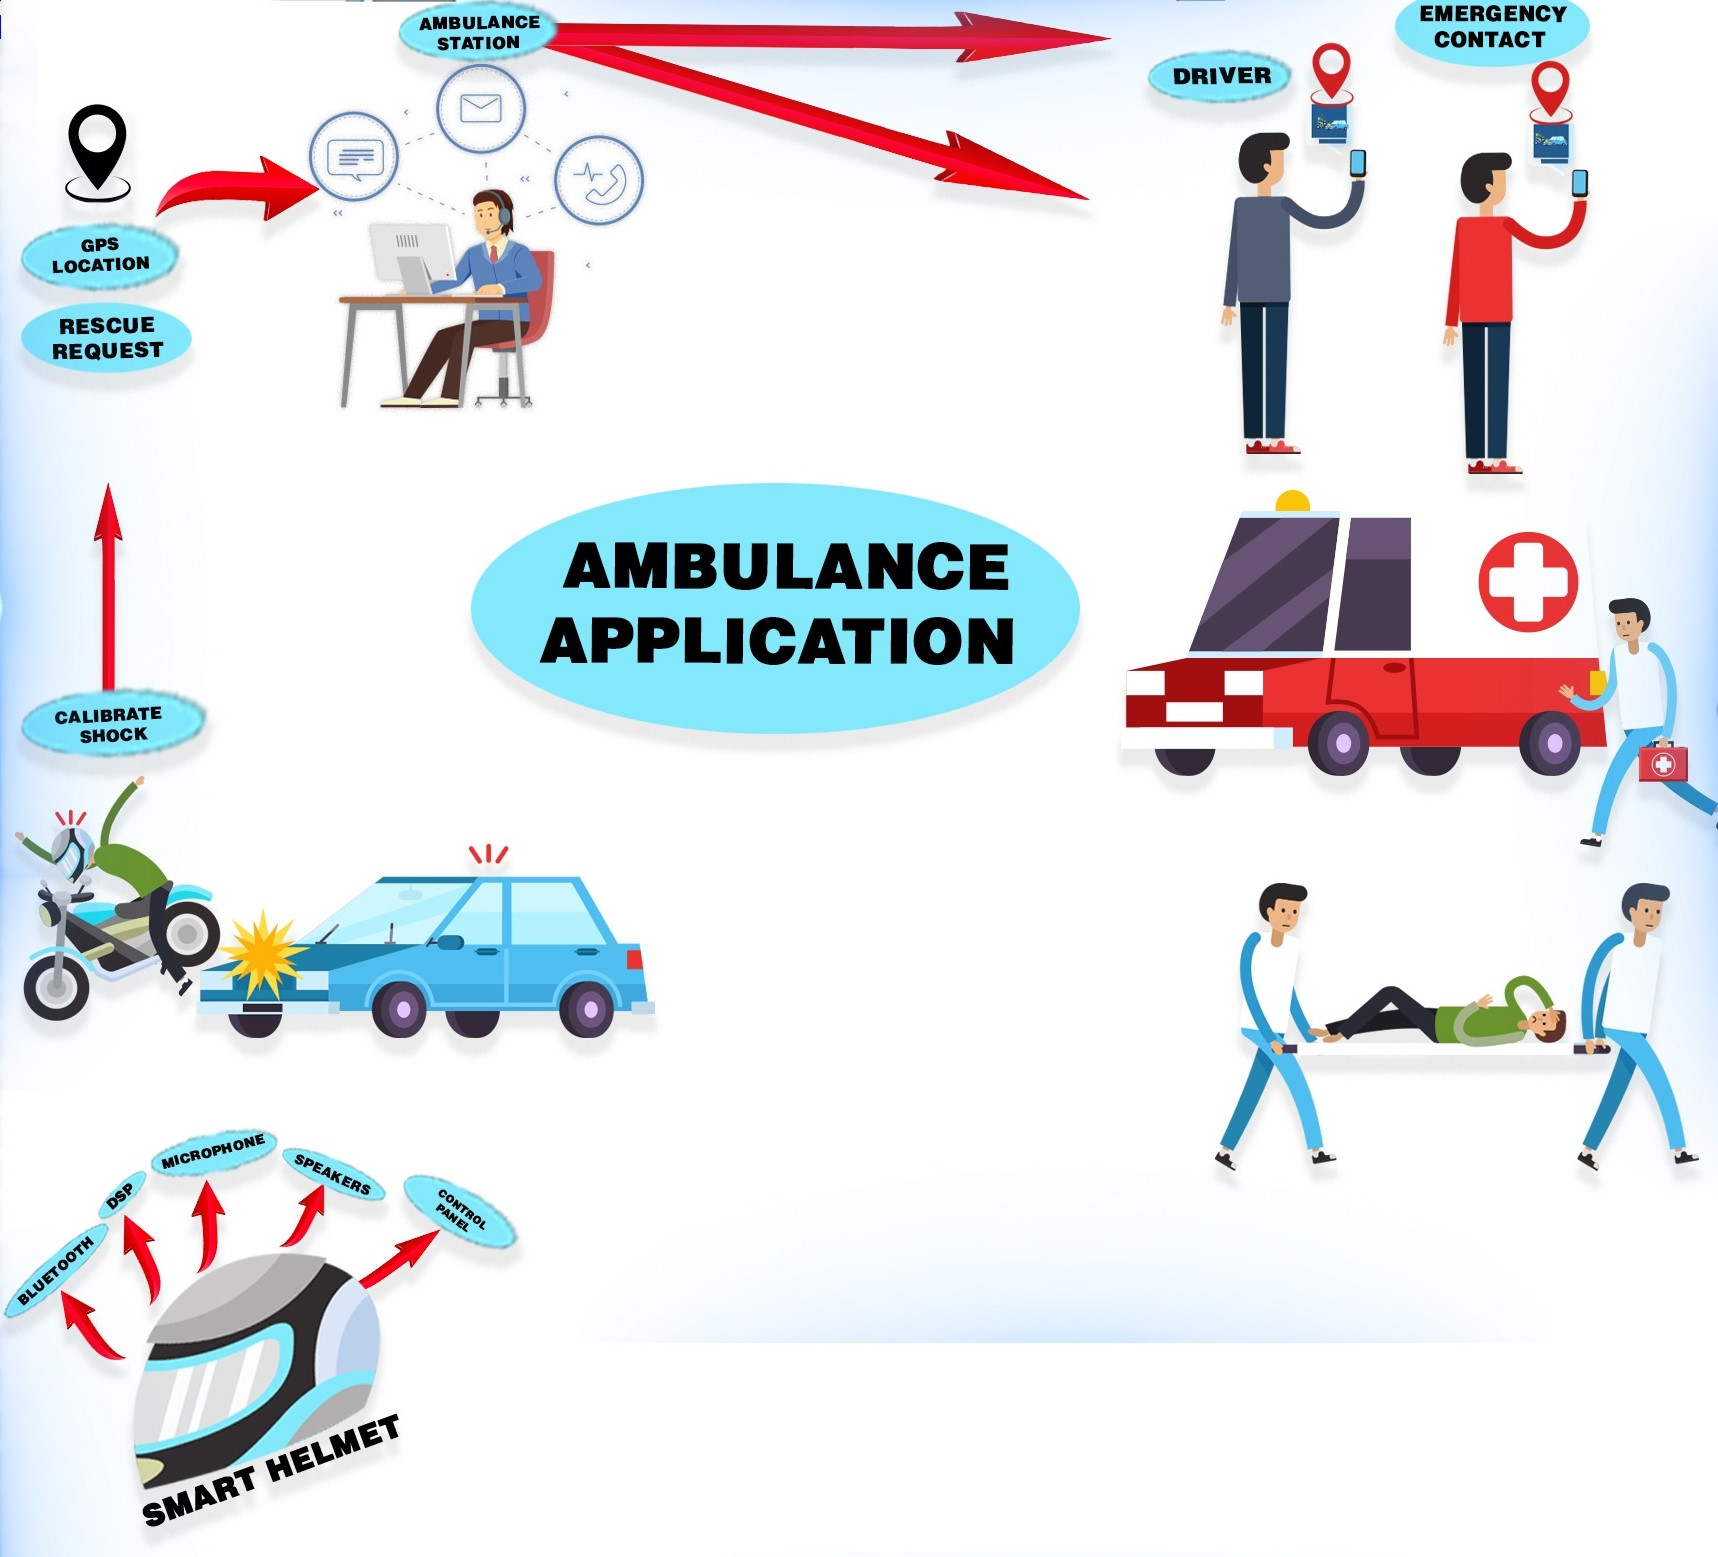 AMBULANCE
STATION
EMERGENCY
CONTACT
DRIVER
GPS
LOCATION
RESCUE
REQUEST
AMBULANCE
APPLICATION
CALIBRATE
SHOCK
BLUETOOTH
DSP
MICROPHONE
SPEAKERS
CONTROL
PANEL
SMART HELMET